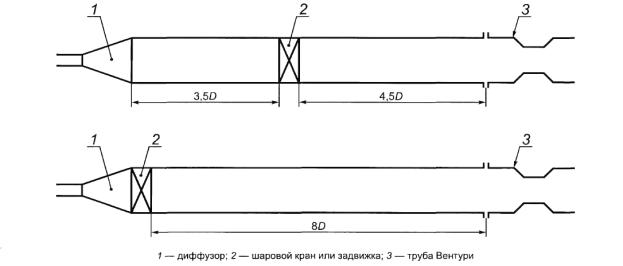 1 2 3
3,5D 4,5D
1 2 3
8D
1 — диффузор; 2 — шаровой кран или задвижка; 3 — труба Вентури